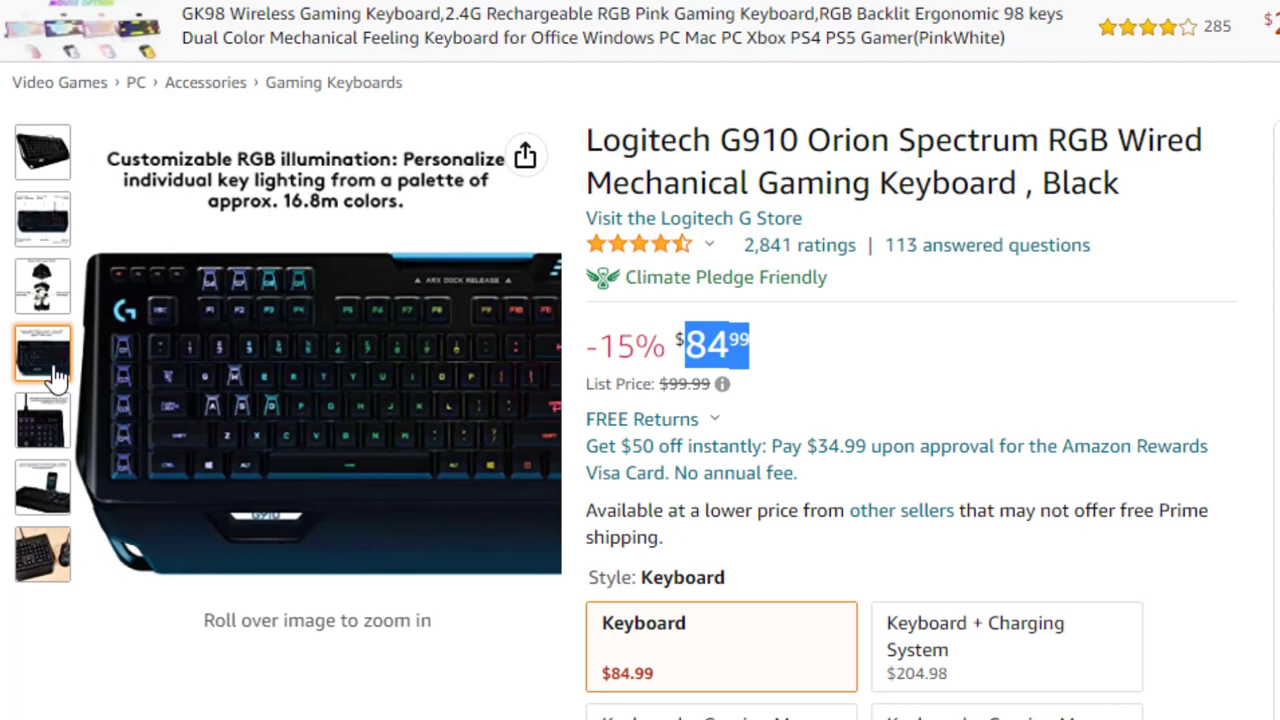 GK98 Wireless Gaming Keyboard,2.4G Rechargeable RGB Pink Gaming Keyboard,RGB Backlit Ergonomic 98 keys
Dual Color Mechanical Feeling Keyboard for Office Windows PC Mac PC Xbox PS4 PS5 Gamer(PinkWhite)
285
Video Games › PC › Accessories › Gaming Keyboards
Customizable RGB illumination: Personalize
individual key lighting from a palette of
approx. 16.8m colors.
▲ ARX DOCK RELEASE ▲
G910
Roll over image to zoom in
Logitech G910 Orion Spectrum RGB Wired
Mechanical Gaming Keyboard , Black
Visit the Logitech G Store
2,841 ratings | 113 answered questions
Climate Pledge Friendly
-15% $84.99
List Price: $99.99
FREE Returns
Get $50 off instantly: Pay $34.99 upon approval for the Amazon Rewards
Visa Card. No annual fee.
Available at a lower price from other sellers that may not offer free Prime
shipping.
Style: Keyboard
Keyboard
$84.99
Keyboard + Charging
System
$204.98